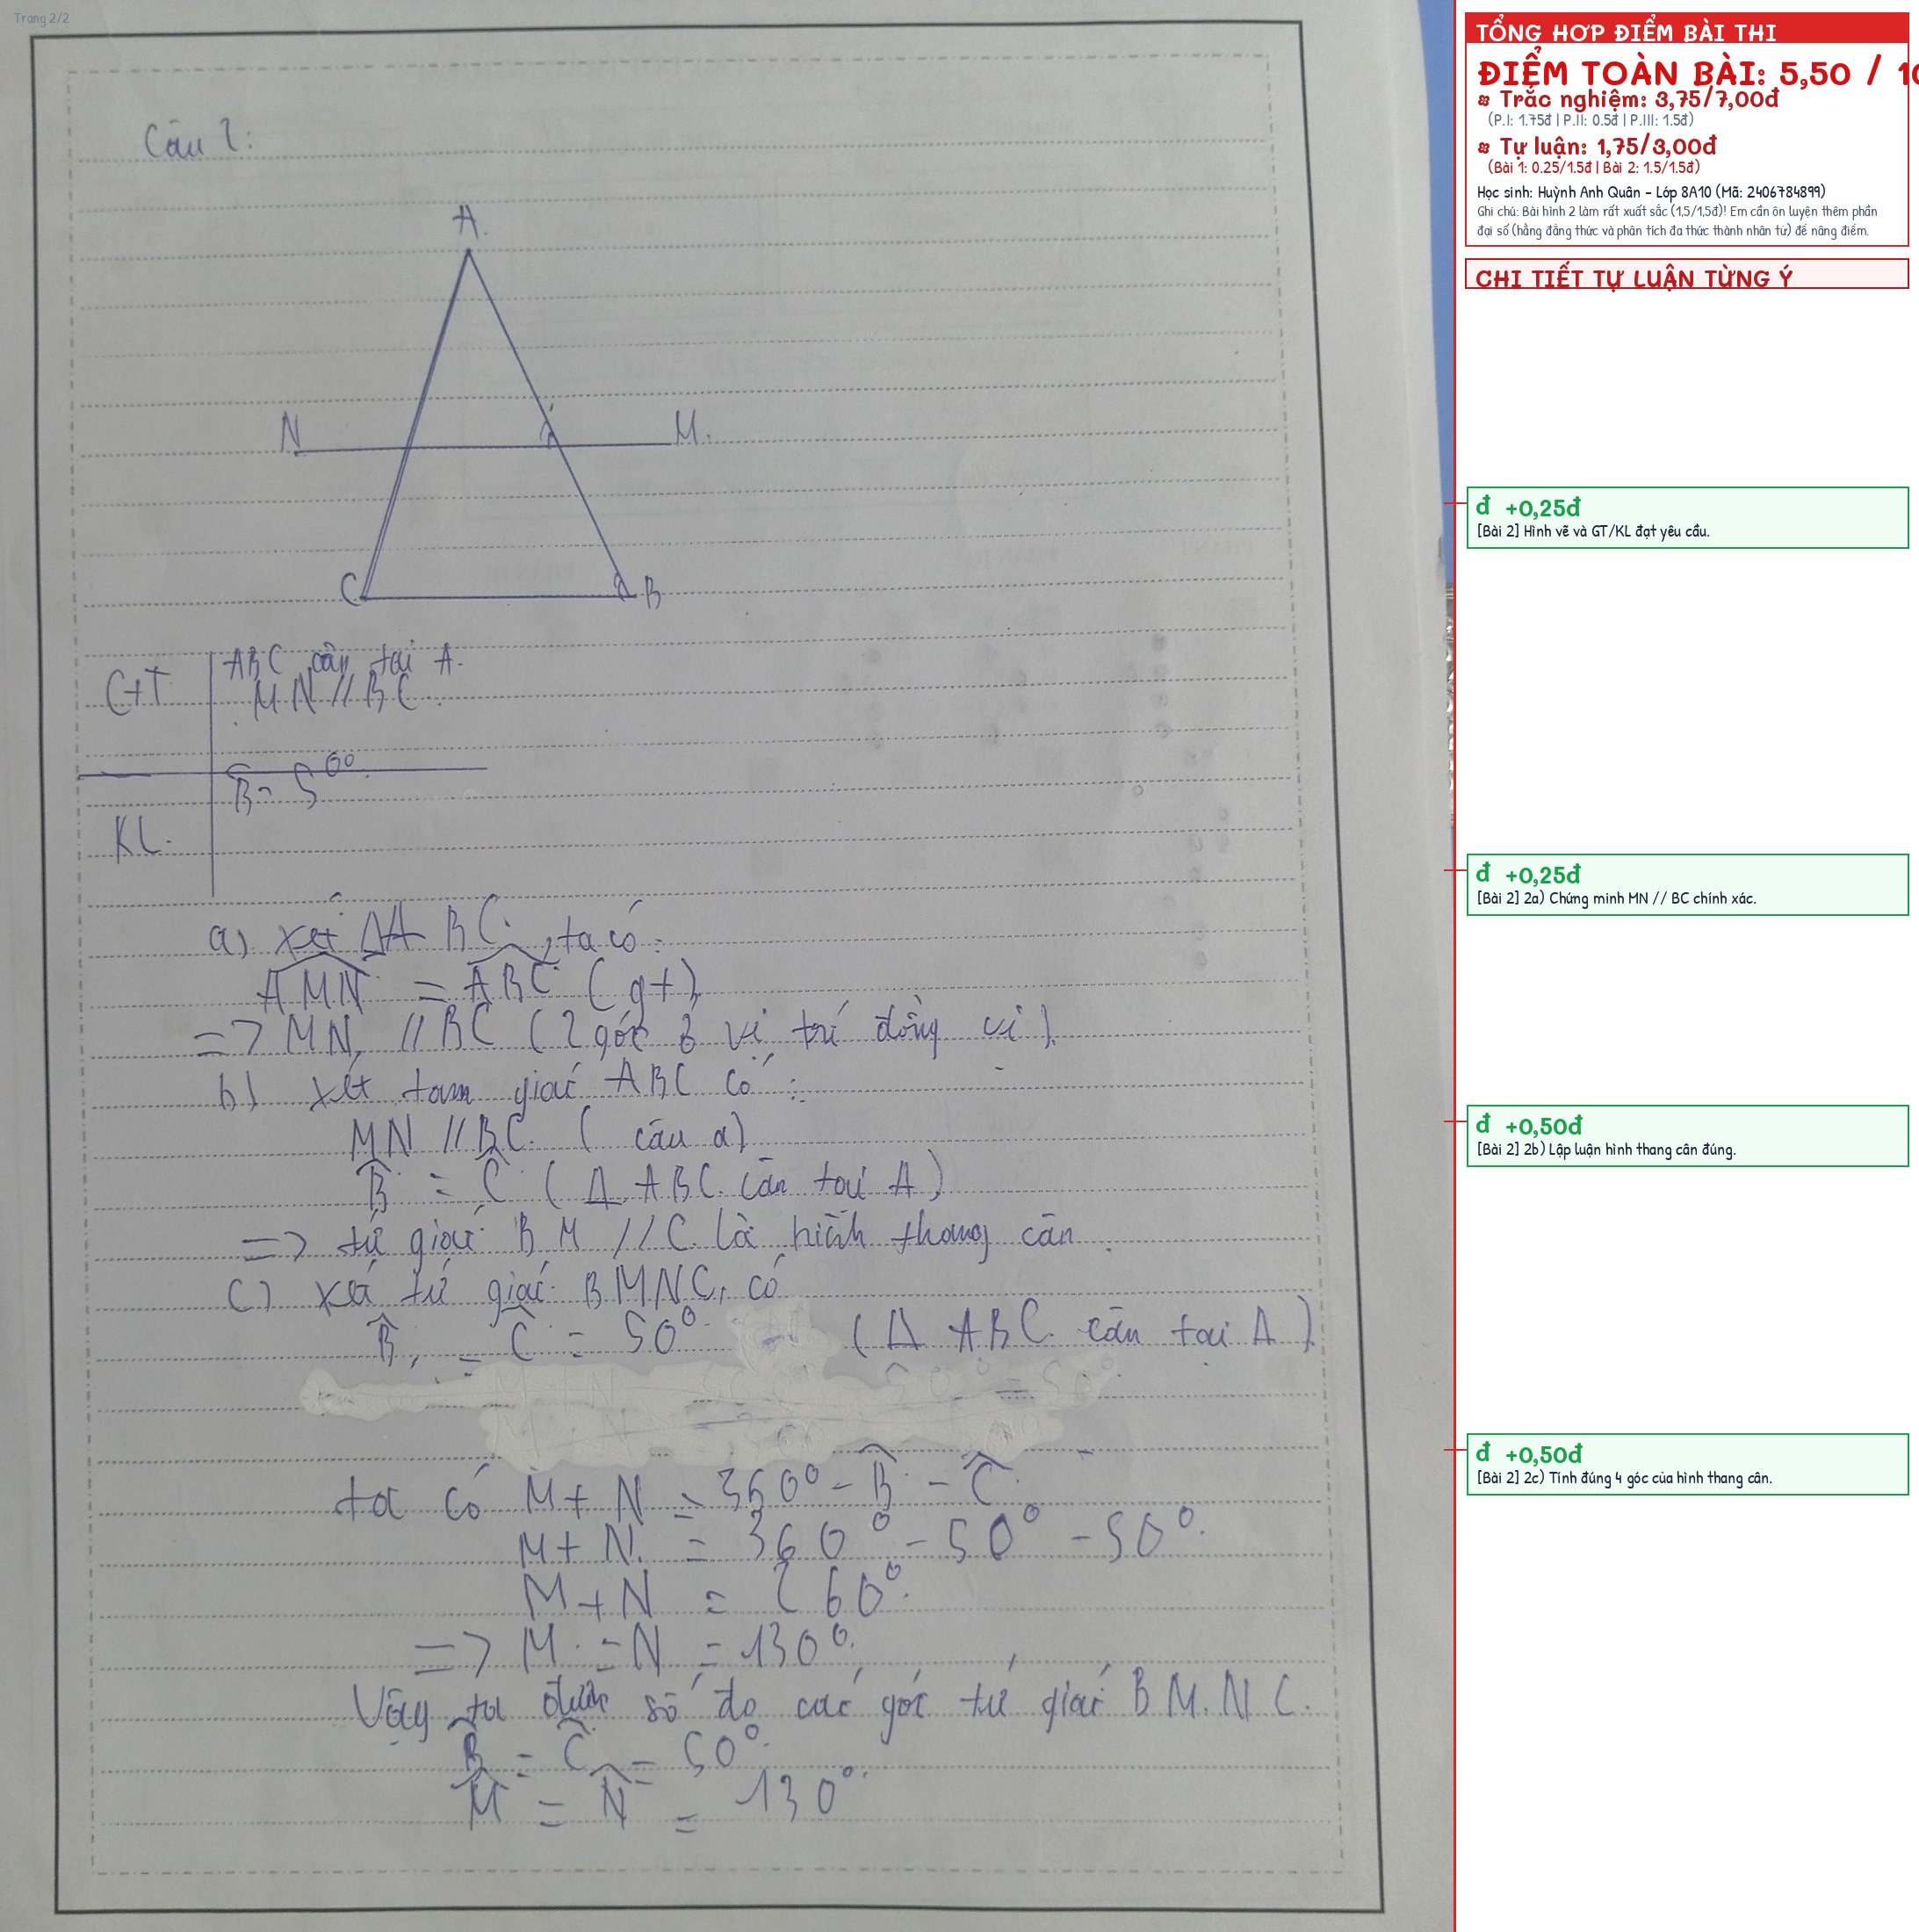 Trang 2/2
Câu 2:
A.
N
M.
C
B
GT
ABC cân tại A.
MN // BC.
B = 50°.
KL.
a) xét ΔABC, ta có:
AMN = ABC (gt)
=> MN // BC (2 góc ở vị trí đồng vị).
b) xét tam giác ABC có:
MN // BC. (câu a)
B = C (Δ ABC cân tại A)
=> tứ giác BM//C là hình thang cân.
c) xét tứ giác BMNC, có
B, = C = 50°. (Δ ABC cân tại A)
ta có M + N = 360° - B - C.
M + N. = 360° - 50° - 50°.
M + N = 260°.
=> M = N = 130°.
Vậy ta được số đo các góc tứ giác BM.NC.
B = C = 50°.
M = N = 130°.
TỔNG HỢP ĐIỂM BÀI THI
ĐIỂM TOÀN BÀI: 5,50 / 10
Trắc nghiệm: 3,75/7,00đ
(P.I: 1.75đ | P.II: 0.5đ | P.III: 1.5đ)
Tự luận: 1,75/3,00đ
(Bài 1: 0.25/1.5đ | Bài 2: 1.5/1.5đ)
Học sinh: Huỳnh Anh Quân - Lớp 8A10 (Mã: 2406784899)
Ghi chú: Bài hình 2 làm rất xuất sắc (1,5/1,5đ)! Em cần ôn luyện thêm phần
đại số (hằng đẳng thức và phân tích đa thức thành nhân tử) để nâng điểm.
CHI TIẾT TỰ LUẬN TỪNG Ý
đ +0,25đ
[Bài 2] Hình vẽ và GT/KL đạt yêu cầu.
đ +0,25đ
[Bài 2] 2a) Chứng minh MN // BC chính xác.
đ +0,50đ
[Bài 2] 2b) Lập luận hình thang cân đúng.
đ +0,50đ
[Bài 2] 2c) Tính đúng 4 góc của hình thang cân.